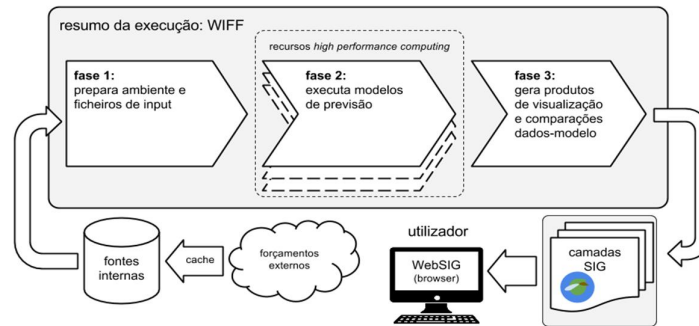 resumo da execução: WIFF
recursos high performance computing
fase 1:
prepara ambiente e
ficheiros de input
fase 2:
executa modelos
de previsão
fase 3:
gera produtos
de visualização
e comparações
dados-modelo
fontes
internas
cache
forçamentos
externos
utilizador
WebSIG
(browser)
camadas
SIG